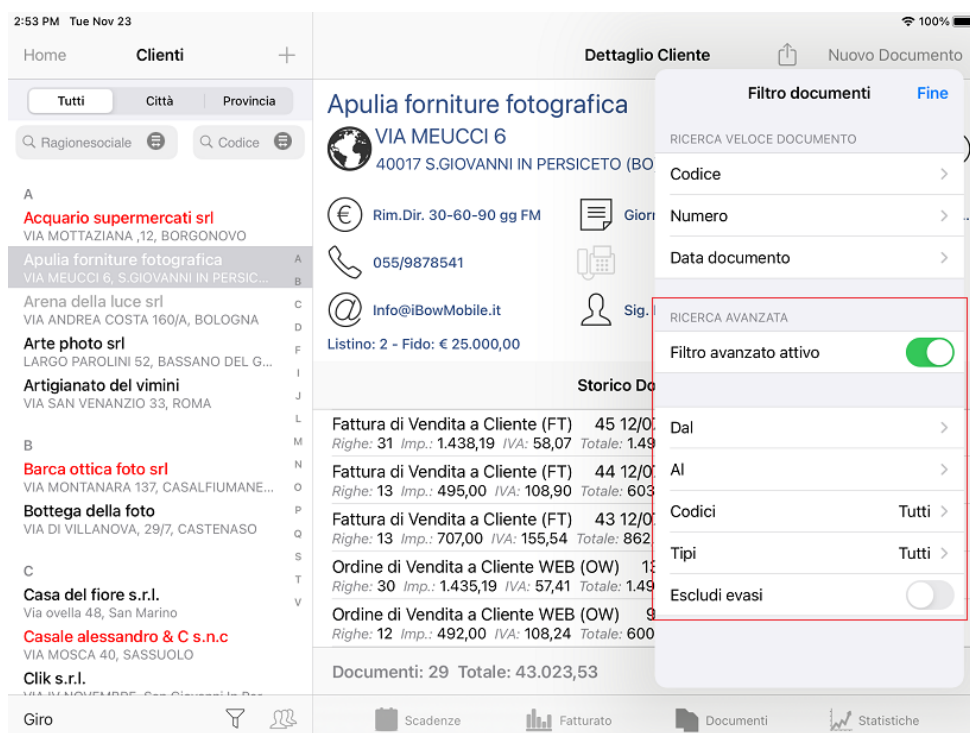 2:53 PM Tue Nov 23
100%
Home Clienti
Tutti Città Provincia
Ragionesociale Codice
A
Acquario supermercati srl
VIA MOTTAZIANA ,12, BORGONOVO
Apulia forniture fotografica
VIA MEUCCI 6, S.GIOVANNI IN PERSIC...
Arena della luce srl
VIA ANDREA COSTA 160/A, BOLOGNA
Arte photo srl
LARGO PAROLINI 52, BASSANO DEL G...
Artigianato del vimini
VIA SAN VENANZIO 33, ROMA
B
Barca ottica foto srl
VIA MONTANARA 137, CASALFIUMANE...
Bottega della foto
VIA DI VILLANOVA, 29/7, CASTENASO
C
Casa del fiore s.r.l.
Via ovella 48, San Marino
Casale alessandro & C s.n.c
VIA MOSCA 40, SASSUOLO
Clik s.r.l.
VIA IV NOVEMBRE, San Giovanni In Per...
A
B
C
D
F
I
J
L
M
N
O
P
Q
S
T
V
Giro
Dettaglio Cliente Nuovo Documento
Apulia forniture fotografica
VIA MEUCCI 6
40017 S.GIOVANNI IN PERSICETO (BO
€ Rim.Dir. 30-60-90 gg FM Giorn
055/9878541
@ Info@iBowMobile.it Sig.
Listino: 2 - Fido: € 25.000,00
Storico Do
Fattura di Vendita a Cliente (FT) 45 12/0
Righe: 31 Imp.: 1.438,19 IVA: 58,07 Totale: 1.49
Fattura di Vendita a Cliente (FT) 44 12/0
Righe: 13 Imp.: 495,00 IVA: 108,90 Totale: 603
Fattura di Vendita a Cliente (FT) 43 12/0
Righe: 13 Imp.: 707,00 IVA: 155,54 Totale: 862
Ordine di Vendita a Cliente WEB (OW) 13
Righe: 30 Imp.: 1.435,19 IVA: 57,41 Totale: 1.49
Ordine di Vendita a Cliente WEB (OW) 9
Righe: 12 Imp.: 492,00 IVA: 108,24 Totale: 600
Documenti: 29 Totale: 43.023,53
Scadenze Fatturato Documenti Statistiche
Filtro documenti Fine
RICERCA VELOCE DOCUMENTO
Codice
Numero
Data documento
RICERCA AVANZATA
Filtro avanzato attivo
Dal
Al
Codici Tutti
Tipi Tutti
Escludi evasi